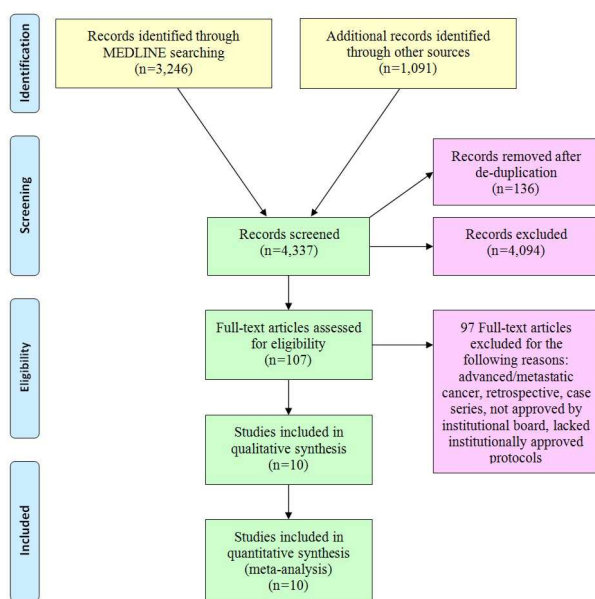 Identification
Records identified through
MEDLINE searching
(n=3,246)
Additional records identified
through other sources
(n=1,091)
Screening
Records removed after
de-duplication
(n=136)
Records screened
(n=4,337)
Records excluded
(n=4,094)
Eligibility
Full-text articles assessed
for eligibility
(n=107)
97 Full-text articles
excluded for the
following reasons:
advanced/metastatic
cancer, retrospective, case
series, not approved by
institutional board, lacked
institutionally approved
protocols
Studies included in
qualitative synthesis
(n=10)
Included
Studies included in
quantitative synthesis
(meta-analysis)
(n=10)